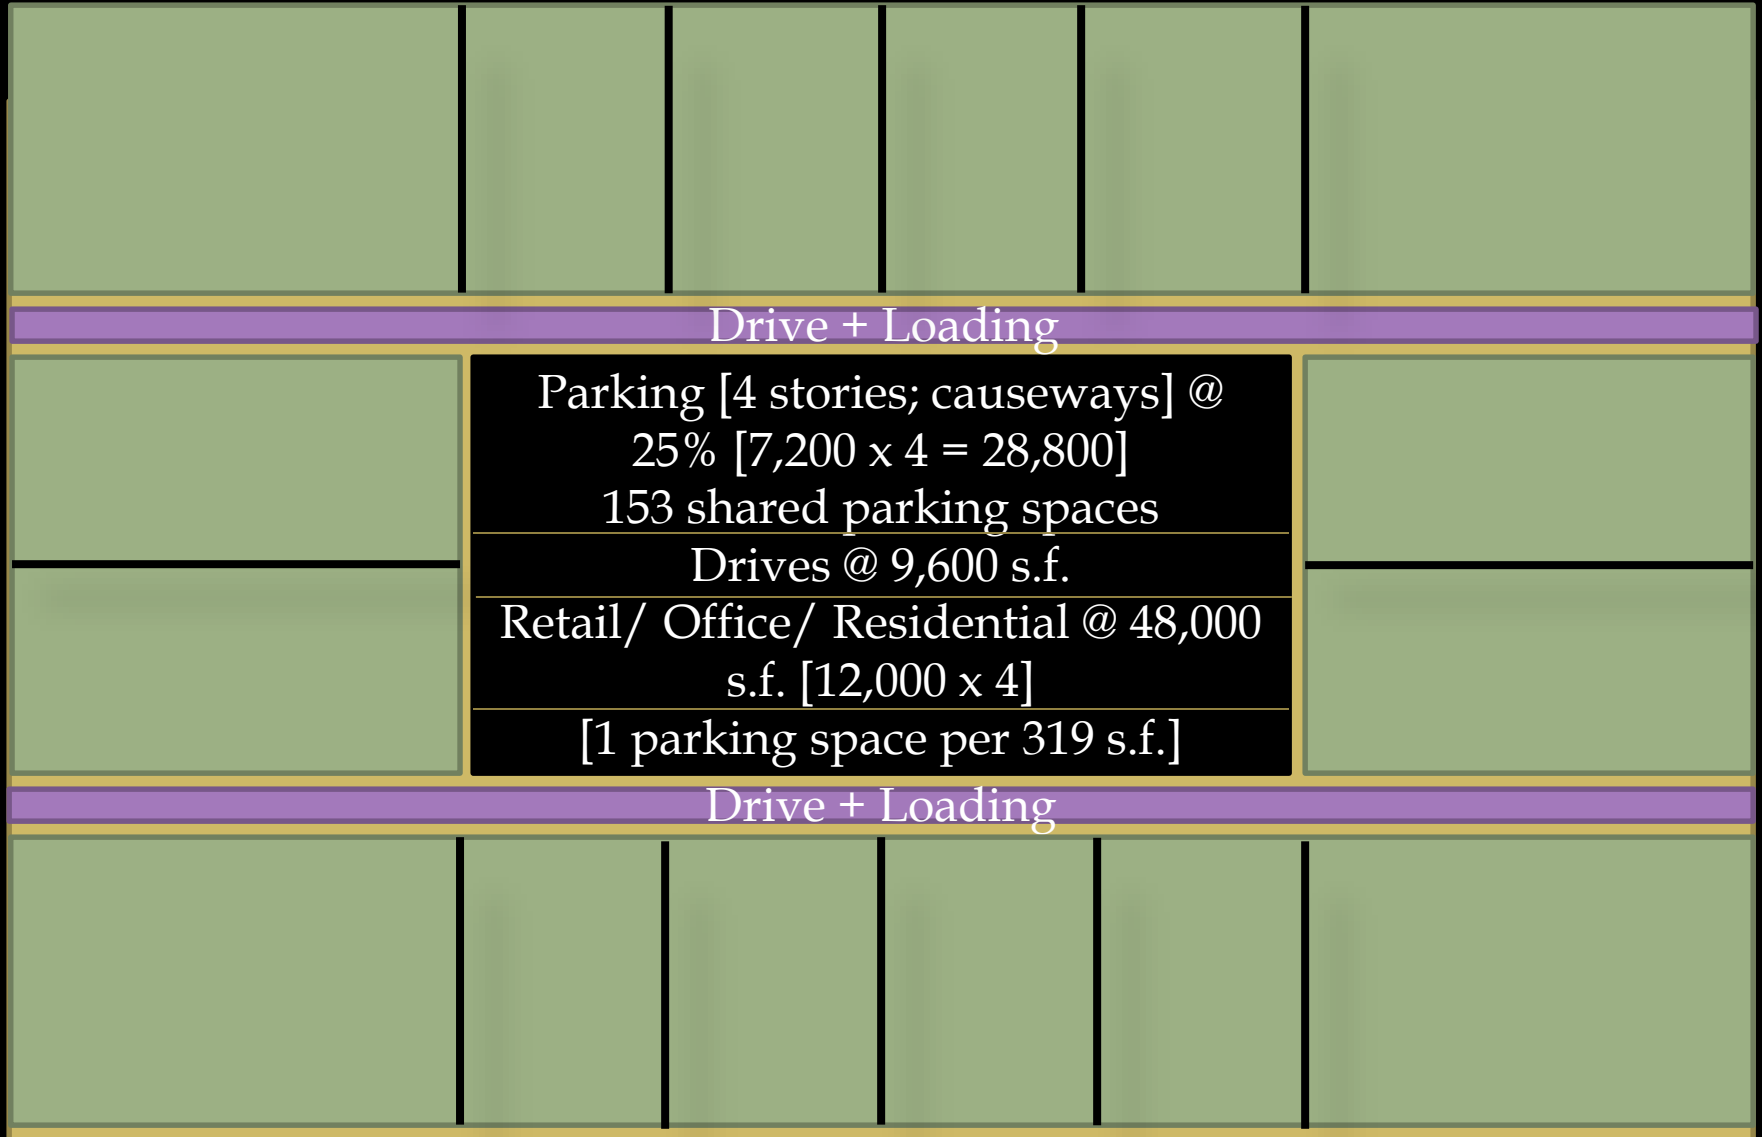 Drive + Loading
Parking [4 stories; causeways] @
25% [7,200 x 4 = 28,800]
153 shared parking spaces
Drives @ 9,600 s.f.
Retail/ Office/ Residential @ 48,000
s.f. [12,000 x 4]
[1 parking space per 319 s.f.]
Drive + Loading